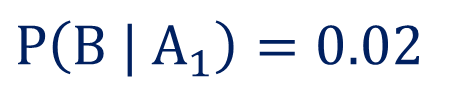 P(B | A₁) = 0.02